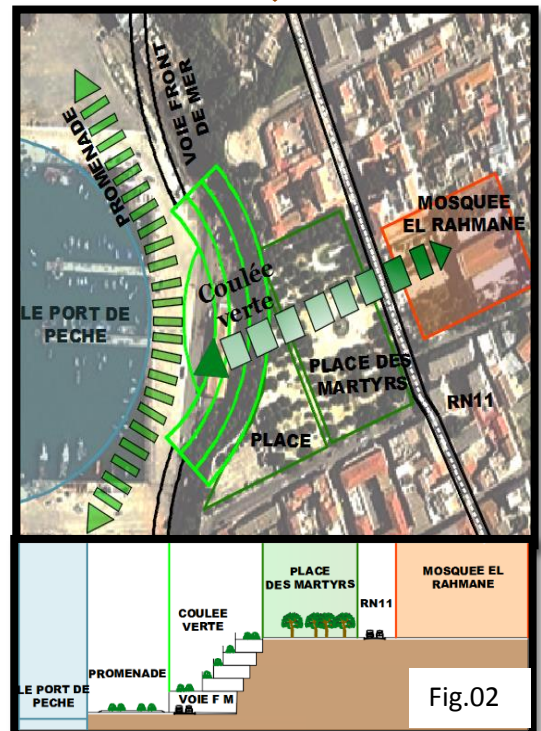 VOIE FRONT
DE MER
PROMENADE
MOSQUEE
EL RAHMANE
Coulée
verte
LE PORT DE
PECHE
PLACE DES
MARTYRS
RN11
PLACE
PLACE
DES MARTYRS
MOSQUEE EL
RAHMANE
RN11
COULEE
VERTE
PROMENADE
LE PORT DE
PECHE
VOIE F M
Fig.02